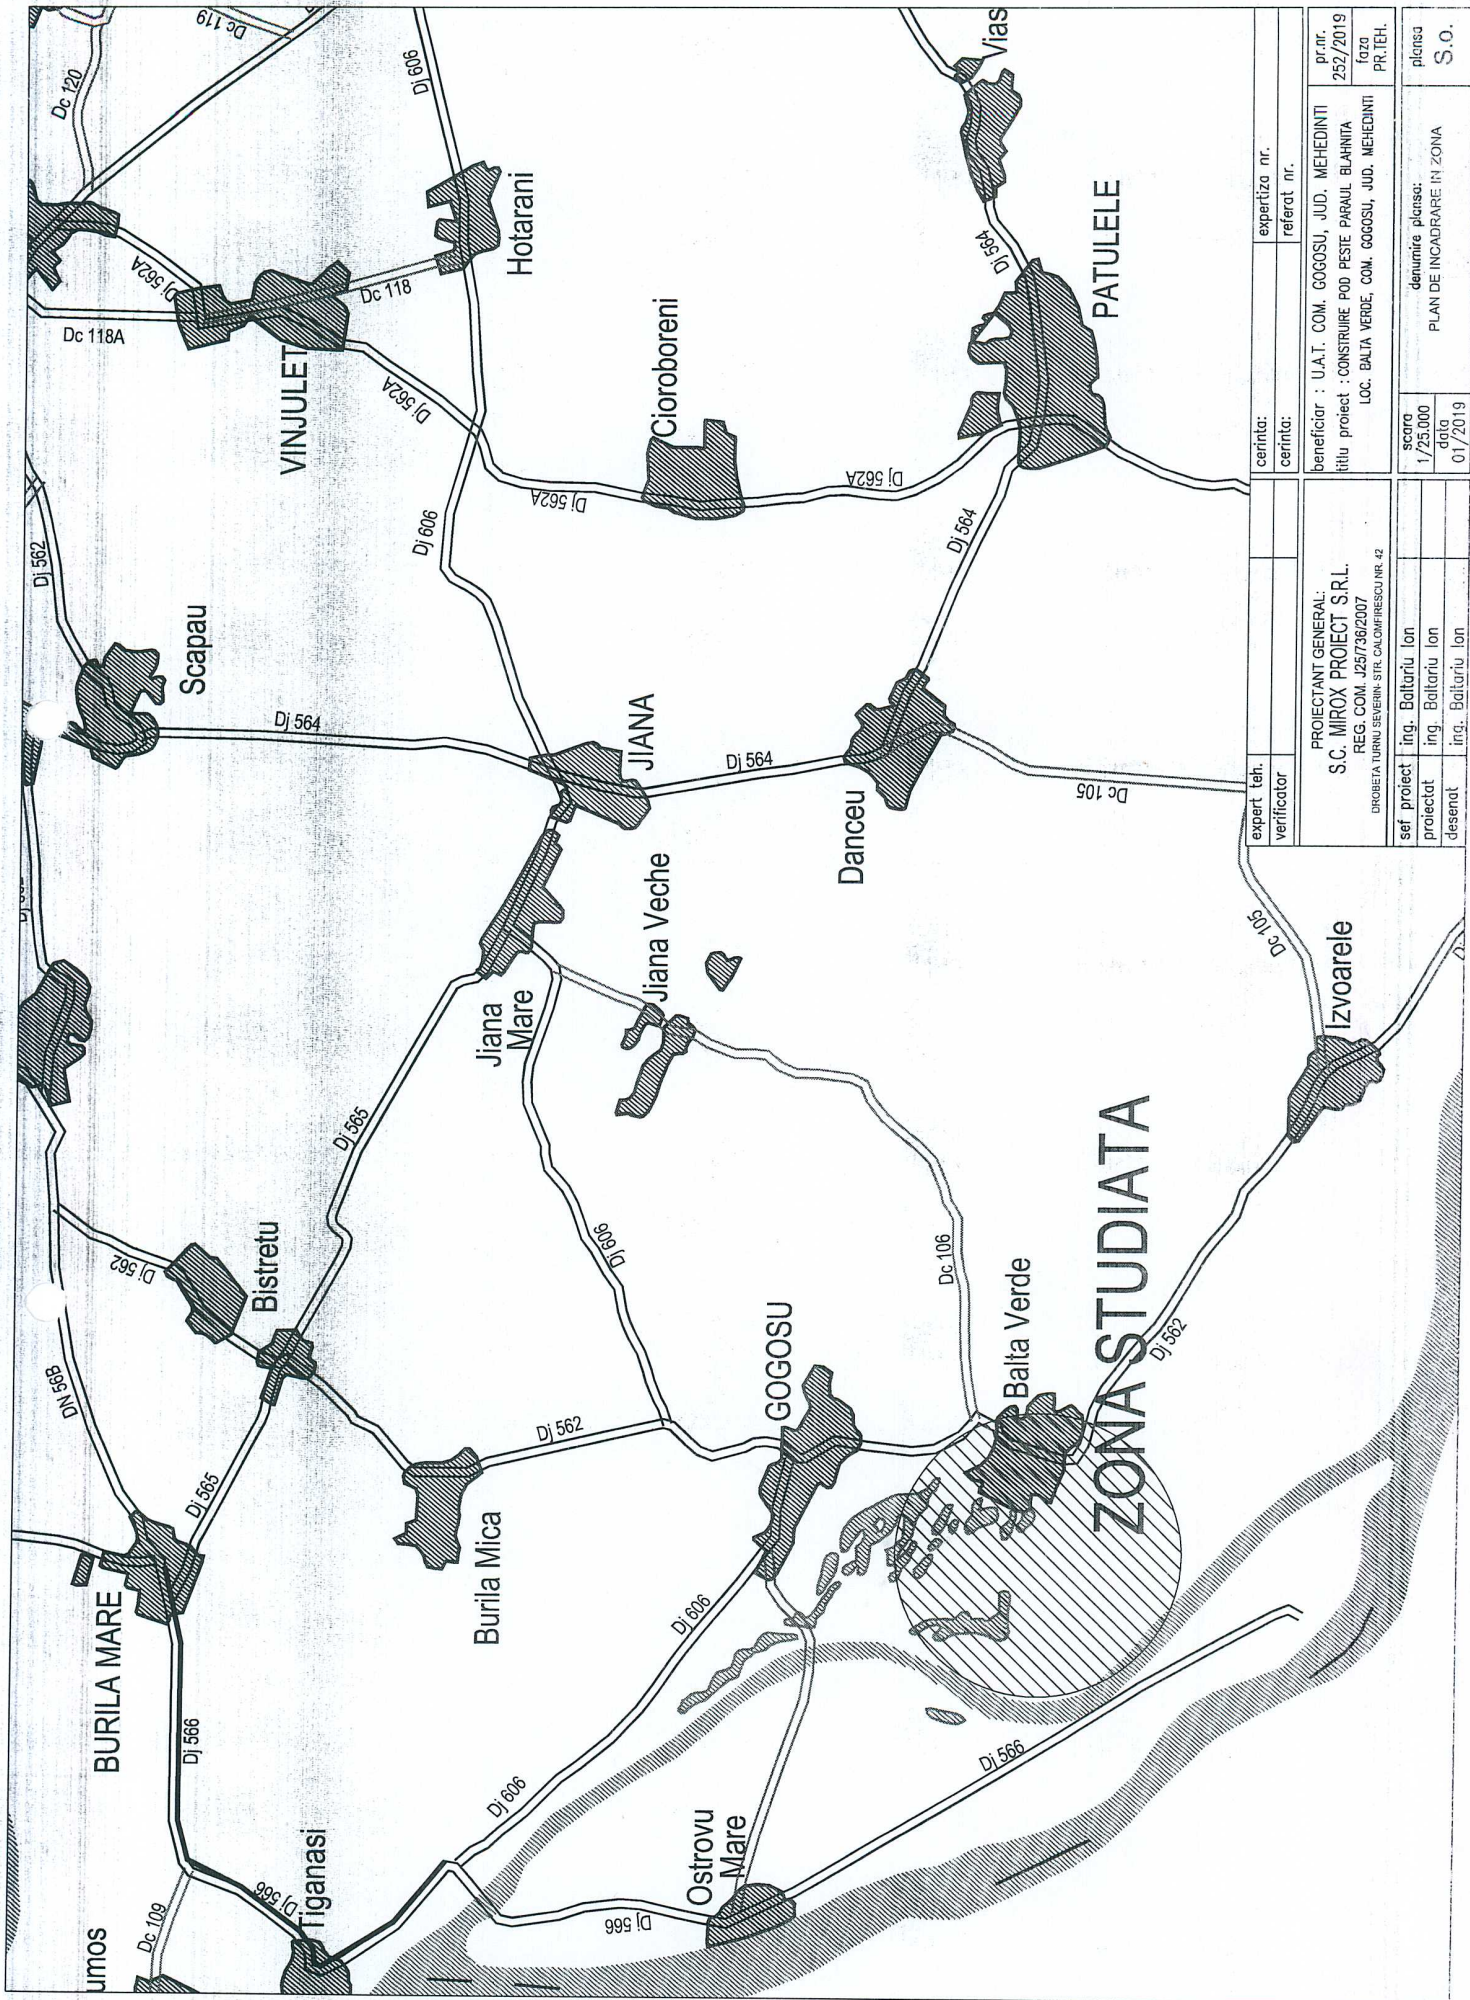 umos
BURILA MARE
Dc 109
Dj 566
Dj 565
DN 56B
Dj 562
Dj 562
Dc 118A
Dj 562A
Dc 120
Dc 119
Tiganasi
Dj 566
Bistretu
Scapau
Dj 564
VINJULET
Dc 118
Dj 565
Dj 562A
Dj 606
Dj 606
Burila Mica
Jiana
Mare
Hotarani
Dj 606
Dj 562
Dj 562A
Dj 566
Dj 606
JIANA
Jiana Veche
Cioroboreni
Dj 606
Ostrovu
Mare
GOGOSU
Dj 564
Danceu
Dj 562A
Dj 564
Vias
Dj 564
Dc 106
Balta Verde
Dj 566
PATULELE
Dc 105
ZONA STUDIATA
Dj 562
Dc 105
Izvoarele
expert teh.
cerinta:
expertiza nr.
verificator
cerinta:
referat nr.
PROIECTANT GENERAL:
S.C. MIROX PROIECT S.R.L.
REG. COM. J25/736/2007
DROBETA TURNU SEVERIN- STR. CALOMFIRESCU NR. 42
beneficiar : U.A.T. COM. GOGOSU, JUD. MEHEDINTI
titlu proiect : CONSTRUIRE POD PESTE PARAUL BLAHNITA
LOC. BALTA VERDE, COM. GOGOSU, JUD. MEHEDINTI
pr.nr.
252/2019
faza
PR.TEH.
sef proiect ing. Baltariu Ion
proiectat ing. Baltariu Ion
desenat ing. Baltariu Ion
scara
1/25.000
data
01/2019
denumire plansa:
PLAN DE INCADRARE IN ZONA
plansa
S.0.